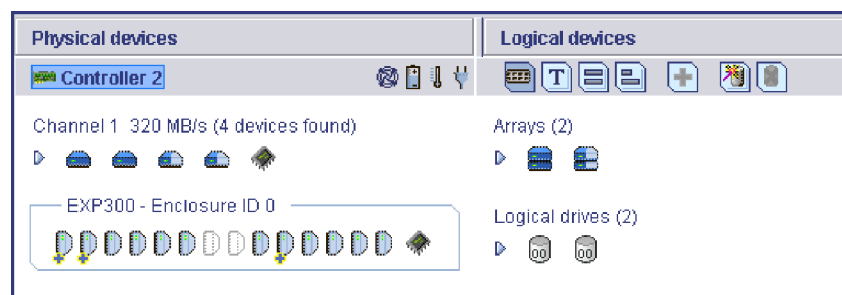 Physical devices
Logical devices
Controller 2
T
Channel 1 320 MB/s (4 devices found)
Arrays (2)
EXP300 - Enclosure ID 0
Logical drives (2)